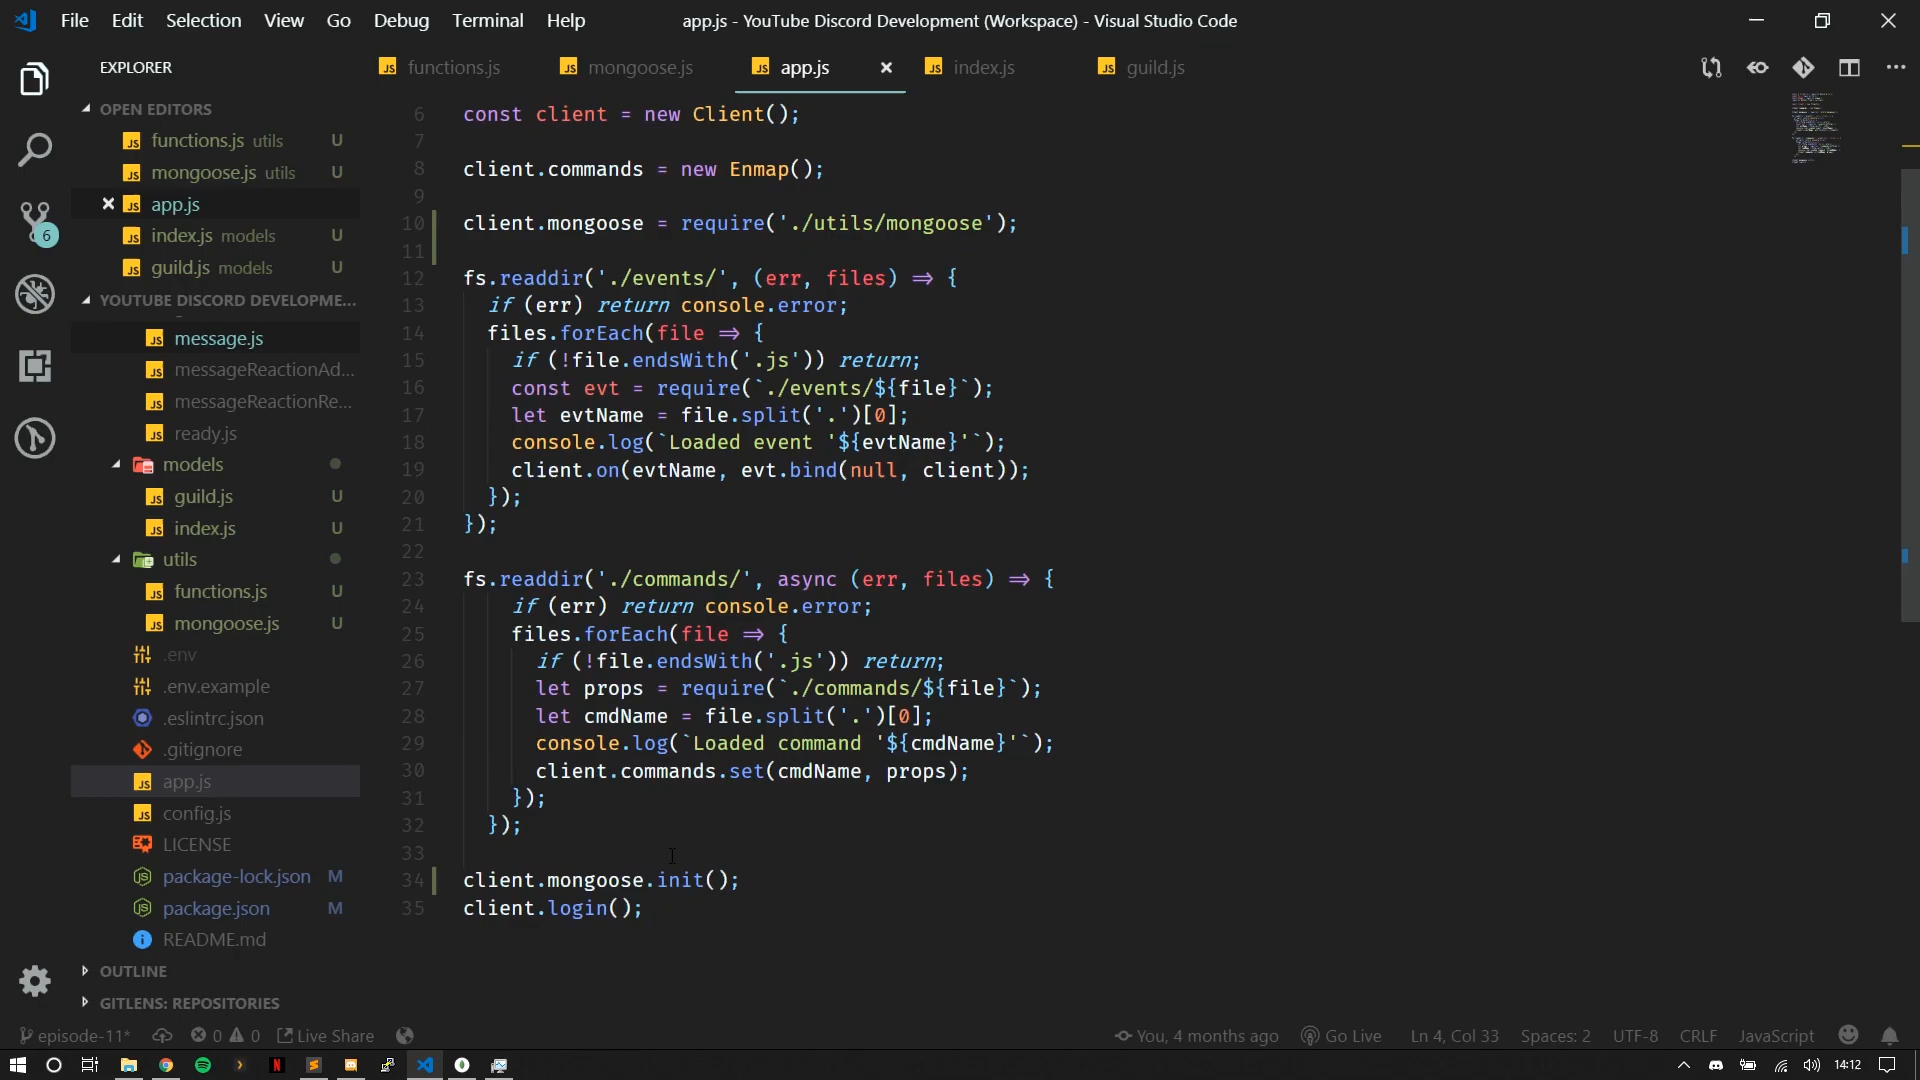 File Edit Selection View Go Debug Terminal Help app.js - YouTube Discord Development (Workspace) - Visual Studio Code
EXPLORER
functions.js mongoose.js app.js index.js guild.js
OPEN EDITORS
functions.js utils U
mongoose.js utils U
app.js
index.js models U
guild.js models U
YOUTUBE DISCORD DEVELOPME...
message.js
messageReactionAd...
messageReactionRe...
ready.js
models
guild.js U
index.js U
utils
functions.js U
mongoose.js U
.env
.env.example
.eslintrc.json
.gitignore
app.js
config.js
LICENSE
package-lock.json M
package.json M
README.md
OUTLINE
GITLENS: REPOSITORIES
6
6 const client = new Client();
7
8 client.commands = new Enmap();
9
10 client.mongoose = require('./utils/mongoose');
11
12 fs.readdir('./events/', (err, files) => {
13 if (err) return console.error;
14 files.forEach(file => {
15 if (!file.endsWith('.js')) return;
16 const evt = require(`./events/${file}`);
17 let evtName = file.split('.')[0];
18 console.log(`Loaded event '${evtName}'`);
19 client.on(evtName, evt.bind(null, client));
20 });
21 });
22
23 fs.readdir('./commands/', async (err, files) => {
24 if (err) return console.error;
25 files.forEach(file => {
26 if (!file.endsWith('.js')) return;
27 let props = require(`./commands/${file}`);
28 let cmdName = file.split('.')[0];
29 console.log(`Loaded command '${cmdName}'`);
30 client.commands.set(cmdName, props);
31 });
32 });
33
34 client.mongoose.init();
35 client.login();
episode-11* 0 0 Live Share You, 4 months ago Go Live Ln 4, Col 33 Spaces: 2 UTF-8 CRLF JavaScript
14:12